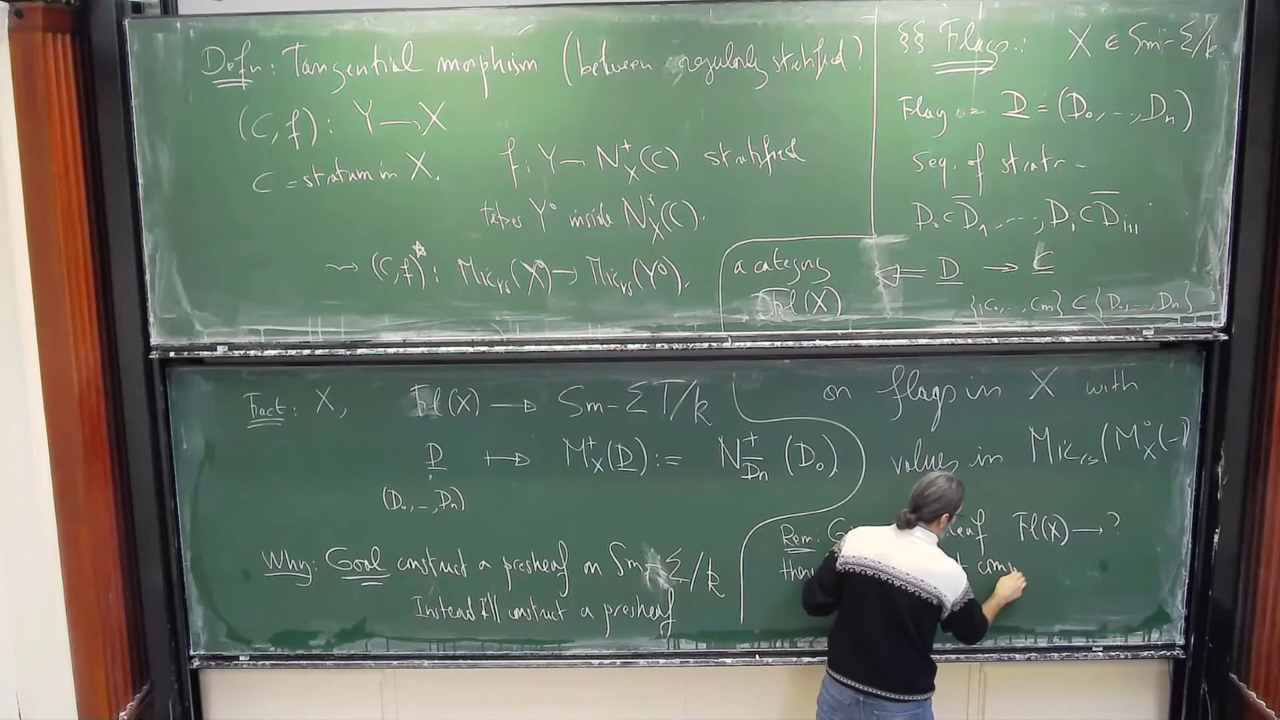 Defn: Tangential morphism (between regularly stratified)
(C,f): Y → X
C = stratum in X. f: Y → N⁺_X(C) stratified
takes Y° inside N°_X(C).
⇝ (C,f)*: Mic_rs(X) → Mic_rs(Y°).
§§ Flags: X ∈ Sm-Σ/k
Flag D = (D₀,..,Dₙ)
Seq. of strata
D₀ ⊂ D̄₁, ..., Dᵢ ⊂ D̄ᵢ₊₁
a category ⇐ D → C
Fl(X) {C₀,..,Cm} ⊂ {D₀,..,Dₙ}
Fact: X, Fl(X) → Sm-ΣT/k
D ↦ M⁺_X(D) := N⁺_D̄ₙ(D₀)
(D₀,..,Dₙ)
Why: Goal construct a presheaf on Sm-Σ/k
Instead I'll construct a presheaf
on flags in X with
values in Mic_rs(M°_X(-))
Rem: Fl(X) → ?